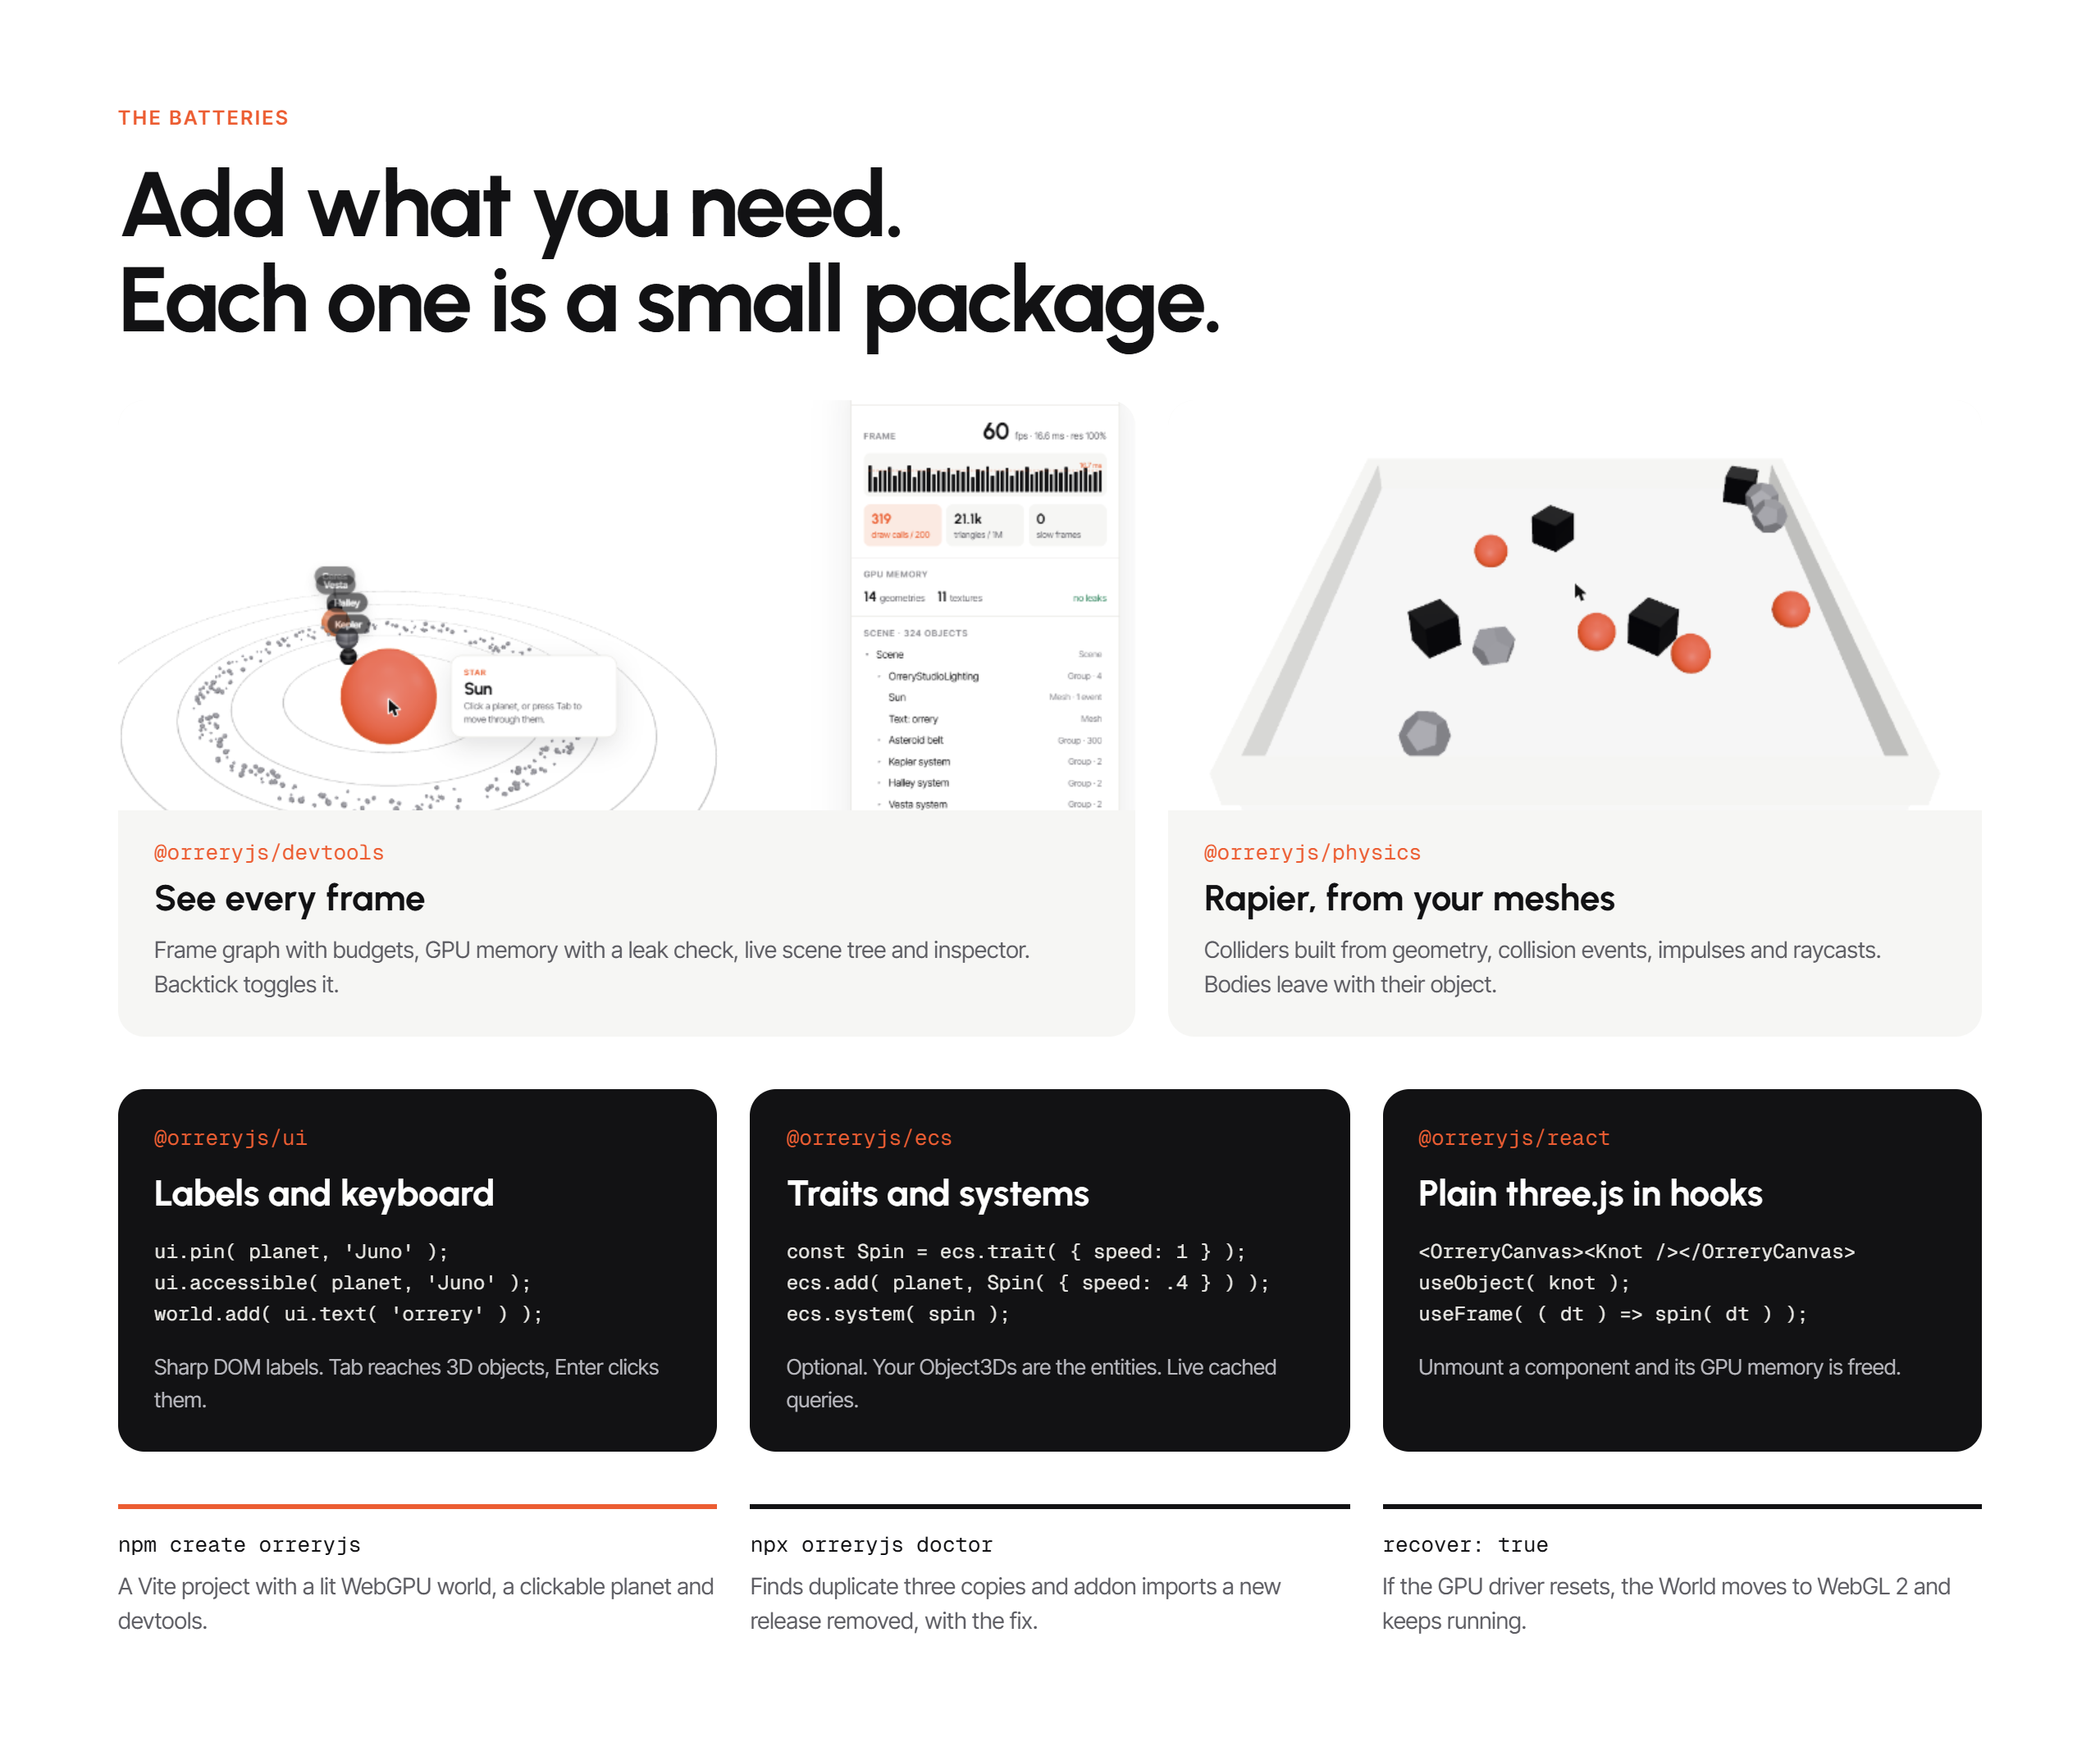 THE BATTERIES
Add what you need.
Each one is a small package.
Vesta
Halley
Kepler
STAR
Sun
Click a planet, or press Tab to
move through them.
FRAME
60 fps · 16.6 ms · res 100%
16.7 ms
319
draw calls / 200
21.1k
triangles / 1M
0
slow frames
GPU MEMORY
14 geometries 11 textures no leaks
SCENE · 324 OBJECTS
Scene Scene
OrreryStudioLighting Group · 4
Sun Mesh · 1 event
Text: orrery Mesh
Asteroid belt Group · 300
Kepler system Group · 2
Halley system Group · 2
Vesta system Group · 2
@orreryjs/devtools
See every frame
Frame graph with budgets, GPU memory with a leak check, live scene tree and inspector.
Backtick toggles it.
@orreryjs/physics
Rapier, from your meshes
Colliders built from geometry, collision events, impulses and raycasts.
Bodies leave with their object.
@orreryjs/ui
Labels and keyboard
ui.pin( planet, 'Juno' );
ui.accessible( planet, 'Juno' );
world.add( ui.text( 'orrery' ) );
Sharp DOM labels. Tab reaches 3D objects, Enter clicks
them.
@orreryjs/ecs
Traits and systems
const Spin = ecs.trait( { speed: 1 } );
ecs.add( planet, Spin( { speed: .4 } ) );
ecs.system( spin );
Optional. Your Object3Ds are the entities. Live cached
queries.
@orreryjs/react
Plain three.js in hooks
<OrreryCanvas><Knot /></OrreryCanvas>
useObject( knot );
useFrame( ( dt ) => spin( dt ) );
Unmount a component and its GPU memory is freed.
npm create orreryjs
A Vite project with a lit WebGPU world, a clickable planet and
devtools.
npx orreryjs doctor
Finds duplicate three copies and addon imports a new
release removed, with the fix.
recover: true
If the GPU driver resets, the World moves to WebGL 2 and
keeps running.